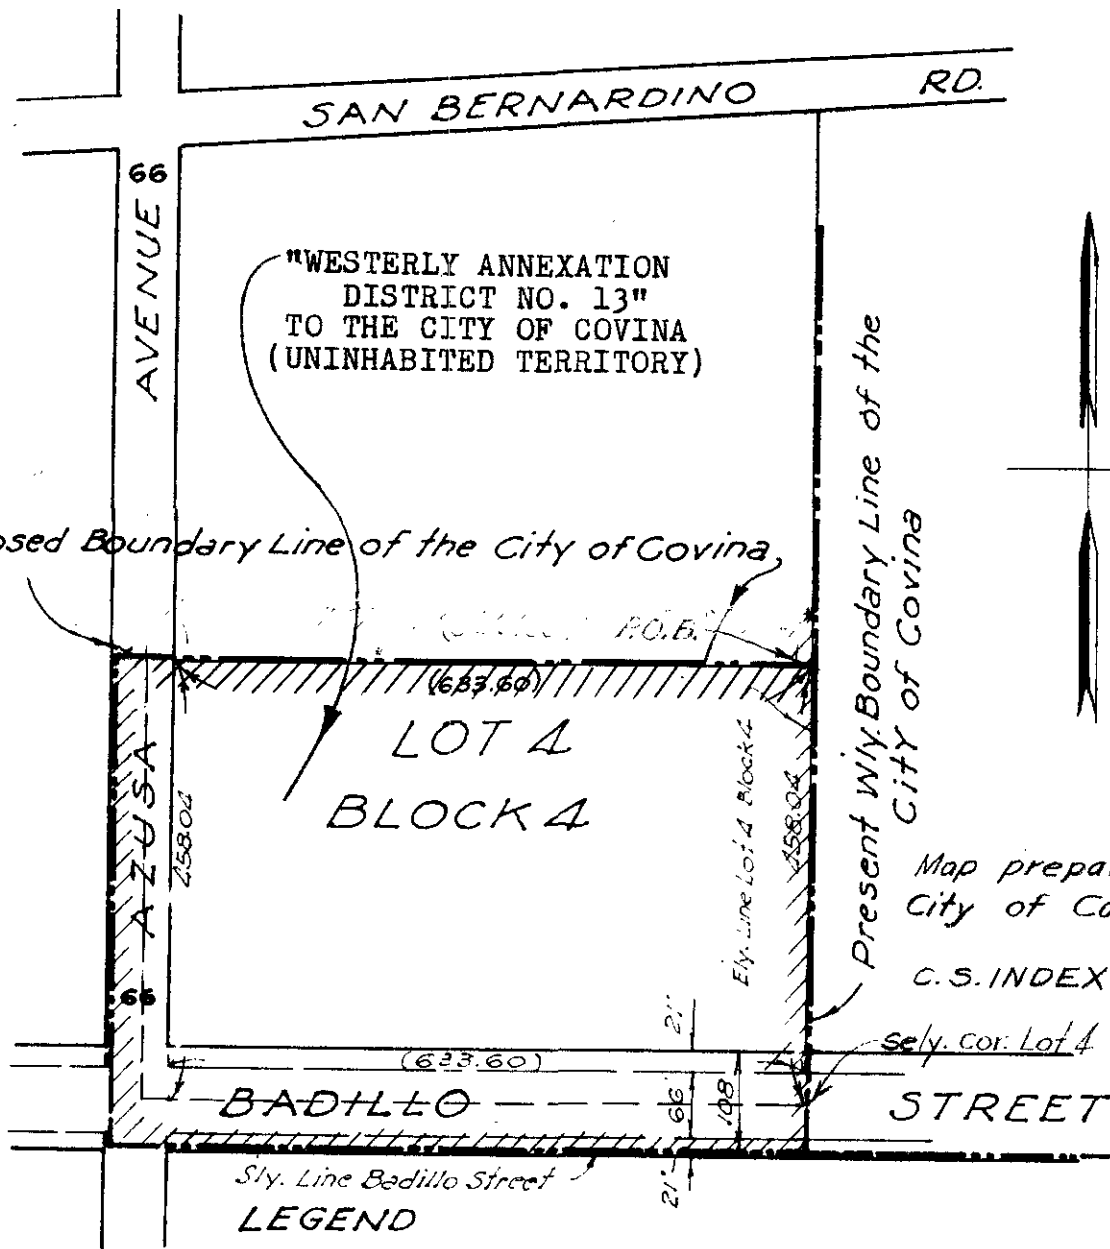 SAN BERNARDINO RD.
66
AVENUE
"WESTERLY ANNEXATION
DISTRICT NO. 13"
TO THE CITY OF COVINA
(UNINHABITED TERRITORY)
Present Wly. Boundary Line of the
City of Covina
osed Boundary Line of the City of Covina
P.O.B.
(633.60)
LOT 4
BLOCK 4
AZUSA
458.04
Ely. Line Lot 4 Block 4
458.04
Map prepa
City of Co
C.S. INDEX
66
21'
(633.60)
sely. cor. Lot 4
BADILLO STREET
66'
108
21'
Sly. Line Badillo Street
LEGEND